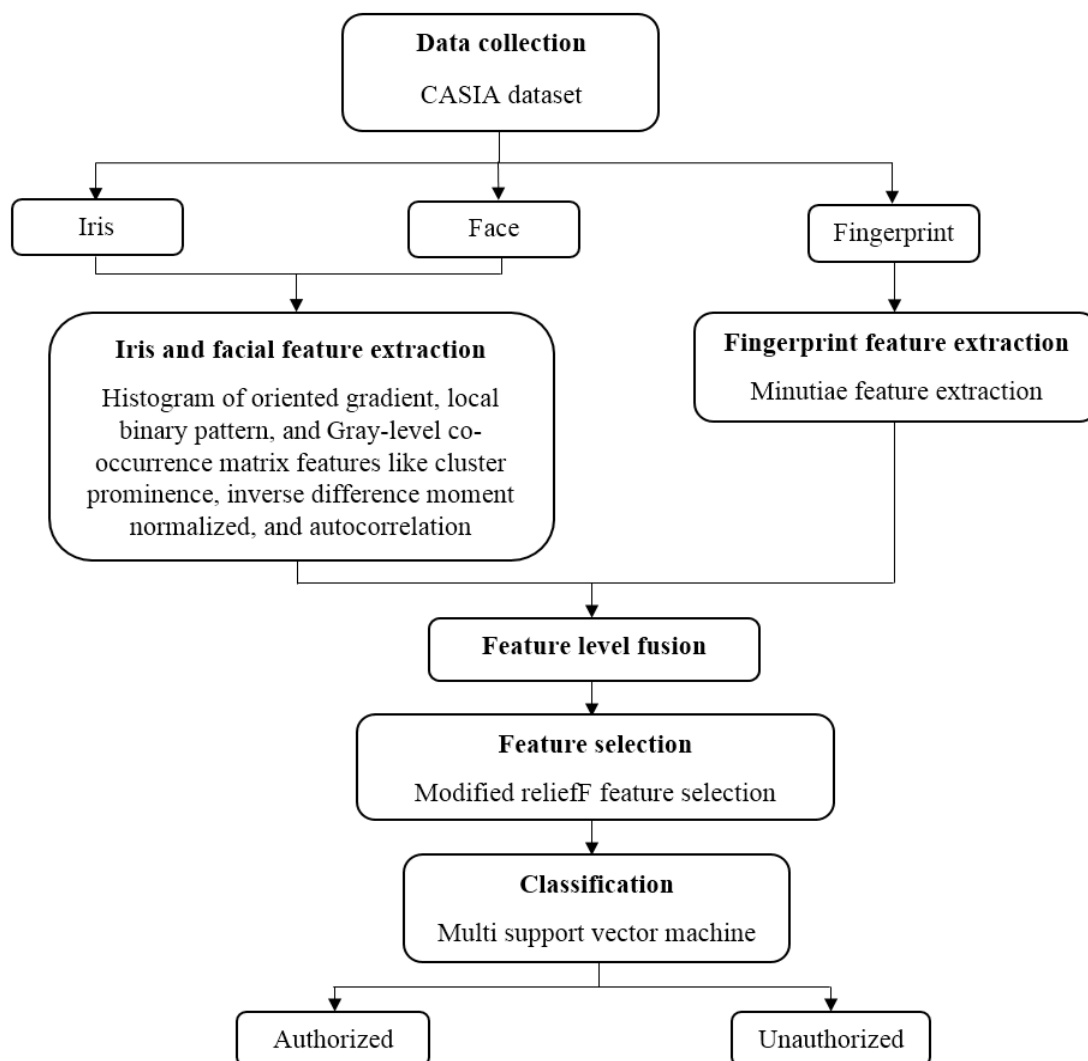 Data collection
CASIA dataset
Iris
Face
Fingerprint
Iris and facial feature extraction
Histogram of oriented gradient, local
binary pattern, and Gray-level co-
occurrence matrix features like cluster
prominence, inverse difference moment
normalized, and autocorrelation
Fingerprint feature extraction
Minutiae feature extraction
Feature level fusion
Feature selection
Modified reliefF feature selection
Classification
Multi support vector machine
Authorized
Unauthorized